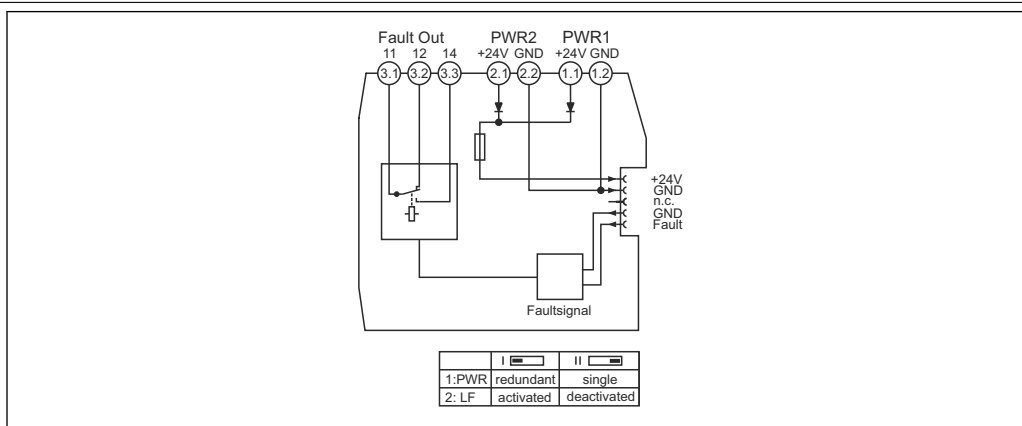 Fault Out PWR2 PWR1
11 12 14 +24V GND +24V GND
3.1 3.2 3.3 2.1 2.2 1.1 1.2
+24V
GND
n.c.
GND
Fault
Faultsignal
I II
1:PWR redundant single
2: LF activated deactivated